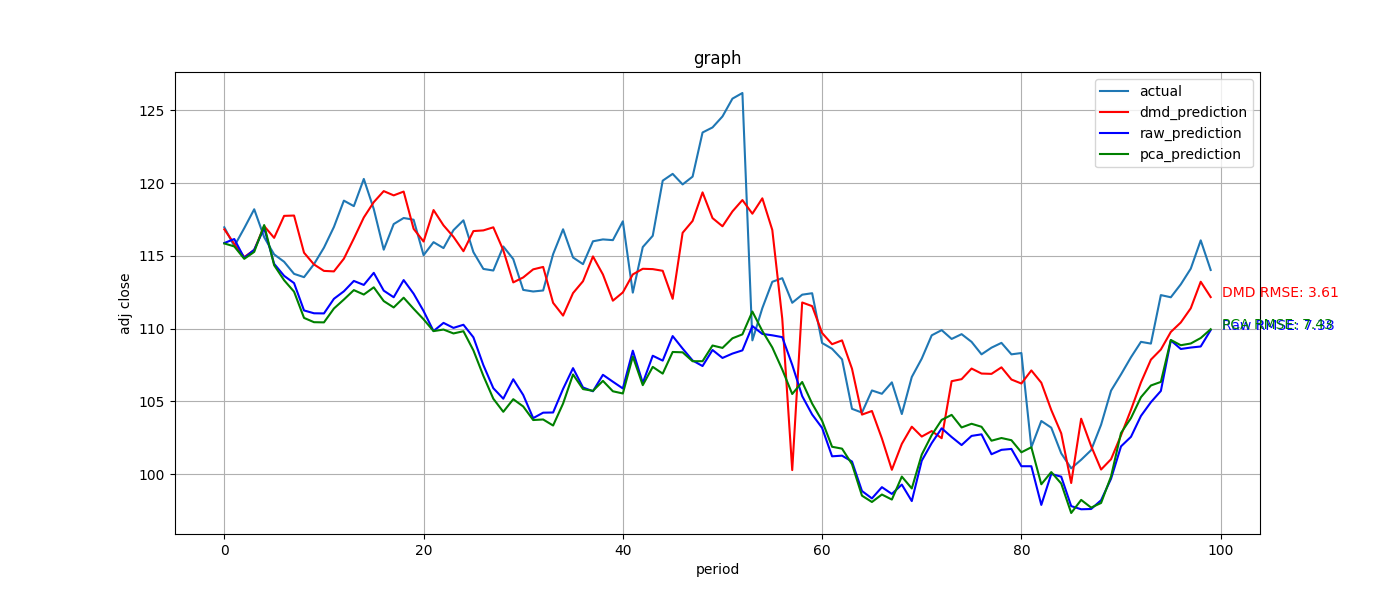 graph
125
120
115
110
105
100
adj close
actual
dmd_prediction
raw_prediction
pca_prediction
DMD RMSE: 3.61
RMSE:
0
20
40
60
80
100
period